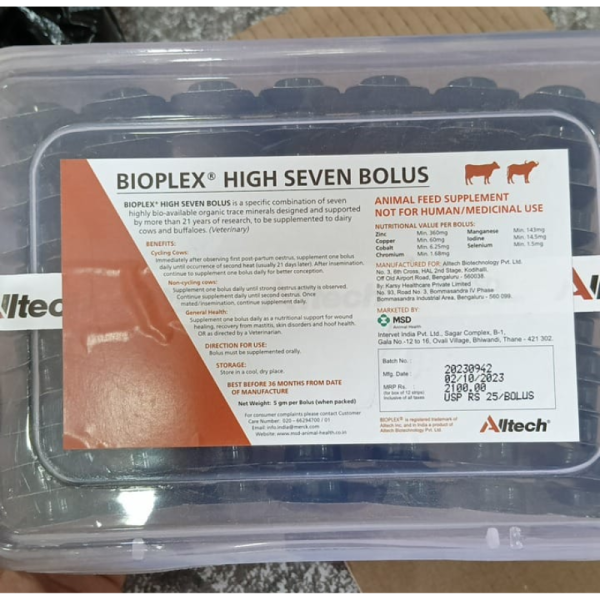 BIOPLEX® HIGH SEVEN BOLUS
BIOPLEX® HIGH SEVEN BOLUS is a specific combination of seven
highly bio-available organic trace minerals designed and supported
by more than 21 years of research, to be supplemented to dairy
cows and buffaloes. (Veterinary)
BENEFITS:
Cycling Cows:
Immediately after observing first post-partum oestrus, supplement one bolus
daily until occurrence of second heat (usually 21 days later). After insemination,
continue to supplement one bolus daily for better conception.
Non-cycling cows:
Supplement one bolus daily until strong oestrus activity is observed.
Continue supplement daily until second oestrus. Once
mated/insemination, continue supplement daily.
General Health:
Supplement one bolus daily as a nutritional support for wound
healing, recovery from mastitis, skin disorders and hoof health.
OR as directed by a Veterinarian.
DIRECTION FOR USE:
Bolus must be supplemented orally.
STORAGE:
Store in a cool, dry place.
BEST BEFORE 36 MONTHS FROM DATE
OF MANUFACTURE
Net Weight: 5 gm per Bolus (when packed)
For consumer complaints please contact Customer
Care Number: 020 - 66294700 / 01
Email: info.india@merck.com
Website: www.msd-animal-health.co.in
ANIMAL FEED SUPPLEMENT
NOT FOR HUMAN/MEDICINAL USE
NUTRITIONAL VALUE PER BOLUS:
Zinc Min. 360mg Manganese Min. 143mg
Copper Min. 60mg Iodine Min. 14.5mg
Cobalt Min. 6.25mg Selenium Min. 1.5mg
Chromium Min. 1.68mg
MANUFACTURED FOR: Alltech Biotechnology Pvt. Ltd.
No. 3, 6th Cross, HAL 2nd Stage, Kodihalli,
Off Old Airport Road, Bengaluru - 560038.
By: Karky Healthcare Private Limited
No. 93, Road No. 3, Bommasandra IV Phase
Bommasandra Industrial Area, Bengaluru - 560 099.
MARKETED BY:
MSD
Animal Health
Intervet India Pvt. Ltd., Sagar Complex, B-1,
Gala No.-12 to 16, Ovali Village, Bhiwandi, Thane - 421 302.
Batch No. 20230942
Mfg. Date 02/10/2023
MRP Rs. 2100.00
(for box of 12 strips)
Inclusive of all taxes USP RS 25/BOLUS
BIOPLEX® is registered trademark of
Alltech Inc. and in India a product of
Alltech Biotechnology Pvt. Ltd.
Alltech®
lltech
Al